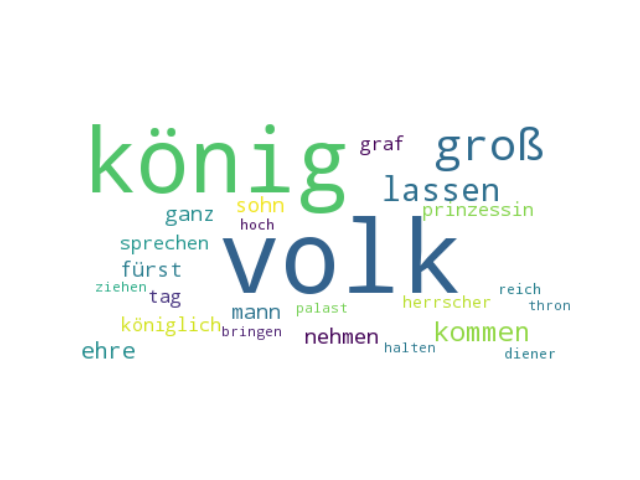 könig graf groß
lassen
ganz sohn prinzessin
hoch
sprechen volk
fürst
ziehen tag reich
mann palast herrscher thron
königlich bringen nehmen kommen
ehre halten diener